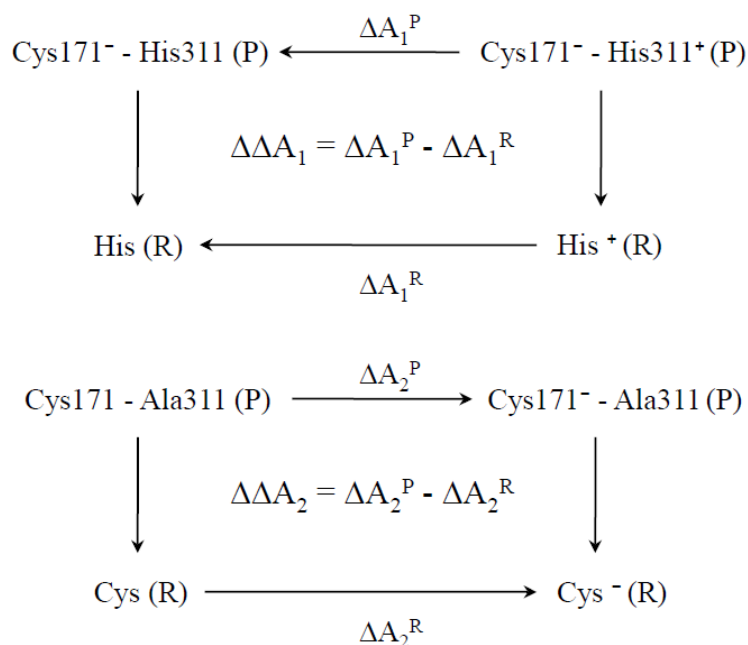 ΔA₁ᴾ
Cys171⁻ - His311 (P) Cys171⁻ - His311⁺ (P)
ΔΔA₁ = ΔA₁ᴾ - ΔA₁ᴿ
His (R) His ⁺ (R)
ΔA₁ᴿ
ΔA₂ᴾ
Cys171 - Ala311 (P) Cys171⁻ - Ala311 (P)
ΔΔA₂ = ΔA₂ᴾ - ΔA₂ᴿ
Cys (R) Cys ⁻ (R)
ΔA₂ᴿ